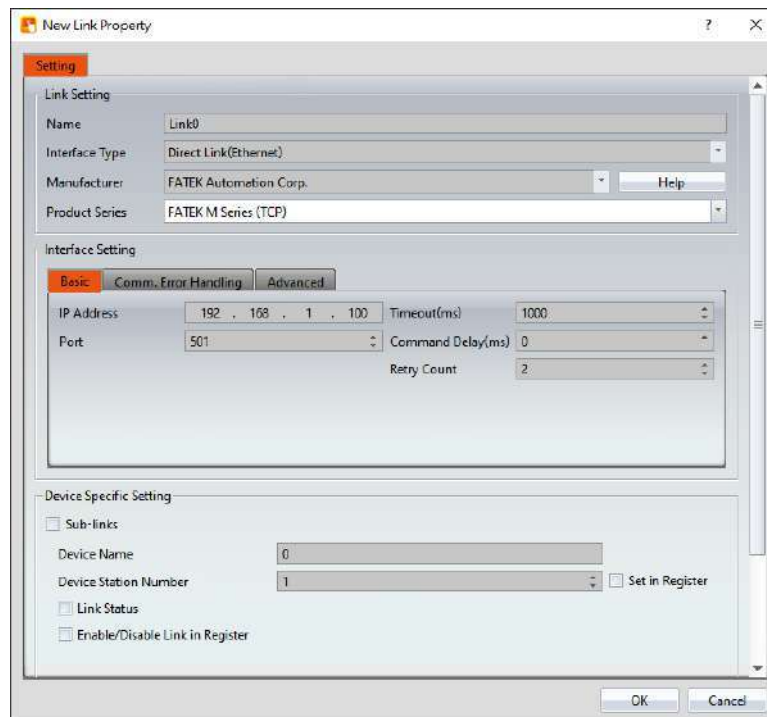 New Link Property
Setting
Link Setting
Name Link0
Interface Type Direct Link(Ethernet)
Manufacturer FATEK Automation Corp. Help
Product Series FATEK M Series (TCP)
Interface Setting
Basic Comm. Error Handling Advanced
IP Address 192 . 168 . 1 . 100 Timeout(ms) 1000
Port 501 Command Delay(ms) 0
Retry Count 2
Device Specific Setting
Sub-links
Device Name 0
Device Station Number 1 Set in Register
Link Status
Enable/Disable Link in Register
OK Cancel